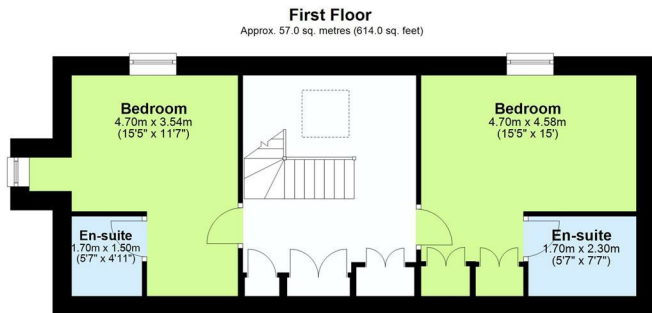 First Floor
Approx. 57.0 sq. metres (614.0 sq. feet)
Bedroom
4.70m x 3.54m
(15'5" x 11'7")
Bedroom
4.70m x 4.58m
(15'5" x 15')
En-suite
1.70m x 1.50m
(5'7" x 4'11")
En-suite
1.70m x 2.30m
(5'7" x 7'7")